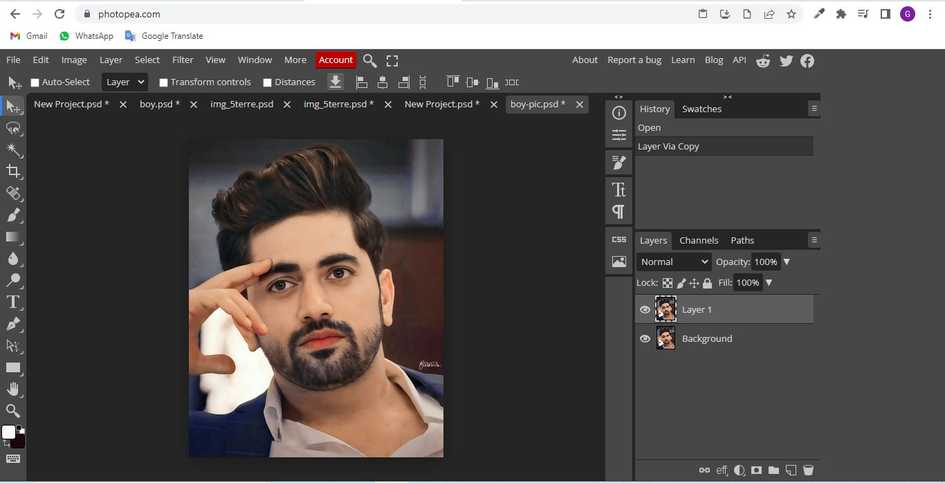 photopea.com
Gmail WhatsApp Google Translate
File Edit Image Layer Select Filter View Window More Account About Report a bug Learn Blog API
Auto-Select Layer Transform controls Distances
New Project.psd * boy.psd * img_5terre.psd img_5terre.psd * New Project.psd * boy-pic.psd *
History Swatches
Open
Layer Via Copy
CSS
Layers Channels Paths
Normal Opacity: 100%
Lock: Fill: 100%
Layer 1
Background
eff
G